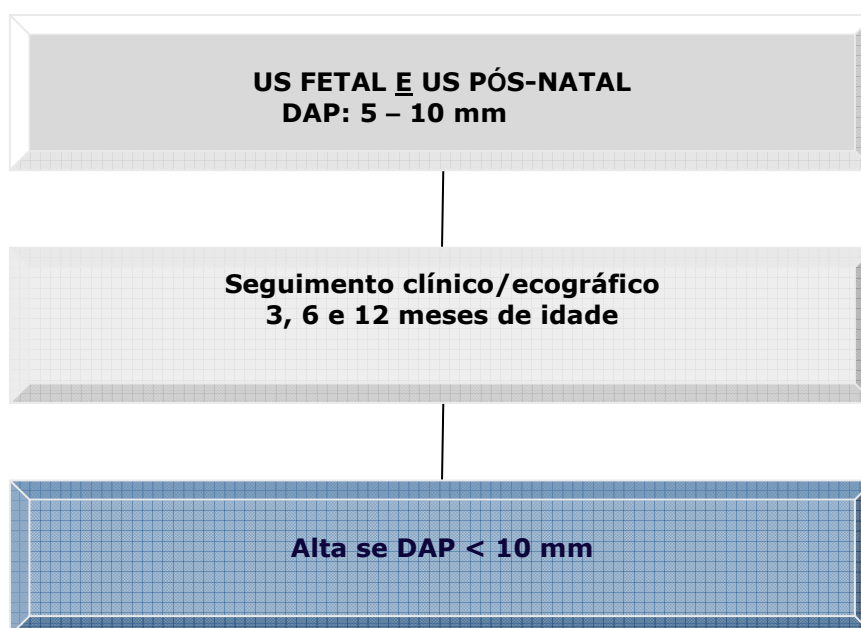 US FETAL E US PÓS-NATAL
DAP: 5 – 10 mm
Seguimento clínico/ecográfico
3, 6 e 12 meses de idade
Alta se DAP < 10 mm